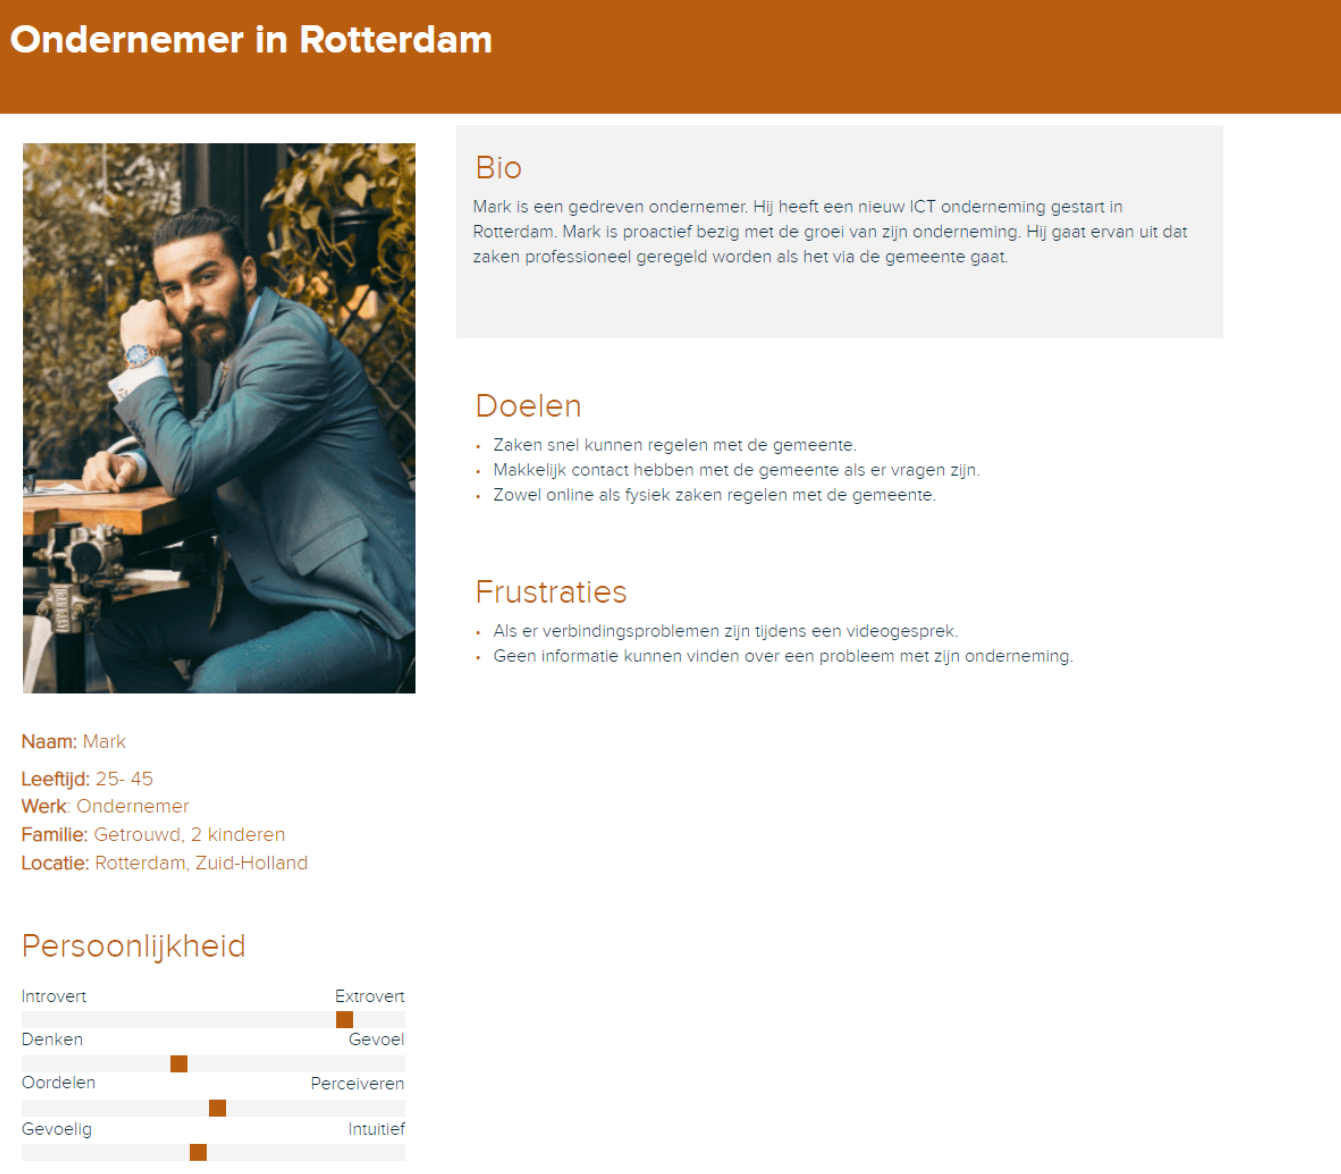 Ondernemer in Rotterdam
Bio
Mark is een gedreven ondernemer. Hij heeft een nieuw ICT onderneming gestart in
Rotterdam. Mark is proactief bezig met de groei van zijn onderneming. Hij gaat ervan uit dat
zaken professioneel geregeld worden als het via de gemeente gaat.
Doelen
• Zaken snel kunnen regelen met de gemeente.
• Makkelijk contact hebben met de gemeente als er vragen zijn.
• Zowel online als fysiek zaken regelen met de gemeente.
Frustraties
• Als er verbindingsproblemen zijn tijdens een videogesprek.
• Geen informatie kunnen vinden over een probleem met zijn onderneming.
Naam: Mark
Leeftijd: 25- 45
Werk: Ondernemer
Familie: Getrouwd, 2 kinderen
Locatie: Rotterdam, Zuid-Holland
Persoonlijkheid
Introvert Extrovert
Denken Gevoel
Oordelen Perceiveren
Gevoelig Intuitief